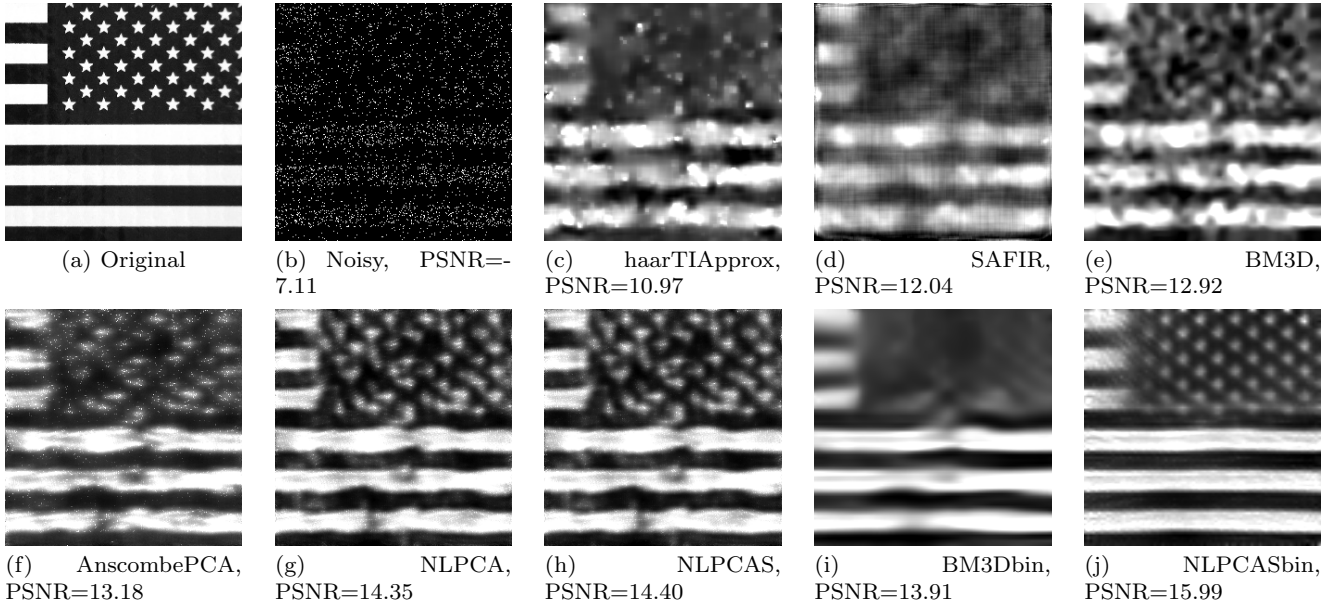 (a) Original
(b) Noisy, PSNR=-
7.11
(c) haarTIApprox,
PSNR=10.97
(d) SAFIR,
PSNR=12.04
(e) BM3D,
PSNR=12.92
(f) AnscombePCA,
PSNR=13.18
(g) NLPCA,
PSNR=14.35
(h) NLPCAS,
PSNR=14.40
(i) BM3Dbin,
PSNR=13.91
(j) NLPCASbin,
PSNR=15.99